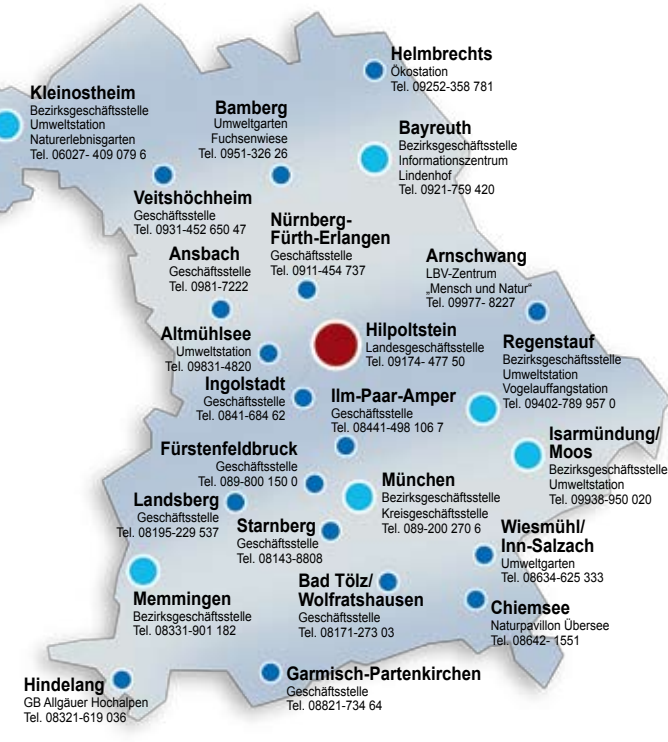 Helmbrechts
Ökostation
Tel. 09252-358 781
Kleinostheim
Bezirksgeschäftsstelle
Umweltstation
Naturerlebnisgarten
Tel. 06027- 409 079 6
Bamberg
Umweltgarten
Fuchsenwiese
Tel. 0951-326 26
Bayreuth
Bezirksgeschäftsstelle
Informationszentrum
Lindenhof
Tel. 0921-759 420
Veitshöchheim
Geschäftsstelle
Tel. 0931-452 650 47
Nürnberg-
Fürth-Erlangen
Geschäftsstelle
Tel. 0911-454 737
Ansbach
Geschäftsstelle
Tel. 0981-7222
Arnschwang
LBV-Zentrum
„Mensch und Natur"
Tel. 09977- 8227
Altmühlsee
Umweltstation
Tel. 09831-4820
Hilpoltstein
Landesgeschäftsstelle
Tel. 09174- 477 50
Regenstauf
Bezirksgeschäftsstelle
Umweltstation
Vogelauffangstation
Tel. 09402-789 957 0
Ingolstadt
Geschäftsstelle
Tel. 0841-684 62
Ilm-Paar-Amper
Geschäftsstelle
Tel. 08441-498 106 7
Isarmündung/
Moos
Bezirksgeschäftsstelle
Umweltstation
Tel. 09938-950 020
Fürstenfeldbruck
Geschäftsstelle
Tel. 089-800 150 0
München
Bezirksgeschäftsstelle
Kreisgeschäftsstelle
Tel. 089-200 270 6
Landsberg
Geschäftsstelle
Tel. 08195-229 537
Starnberg
Geschäftsstelle
Tel. 08143-8808
Wiesmühl/
Inn-Salzach
Umweltgarten
Tel. 08634-625 333
Memmingen
Bezirksgeschäftsstelle
Tel. 08331-901 182
Bad Tölz/
Wolfratshausen
Geschäftsstelle
Tel. 08171-273 03
Chiemsee
Naturpavillon Übersee
Tel. 08642- 1551
Hindelang
GB Allgäuer Hochalpen
Tel. 08321-619 036
Garmisch-Partenkirchen
Geschäftsstelle
Tel. 08821-734 64